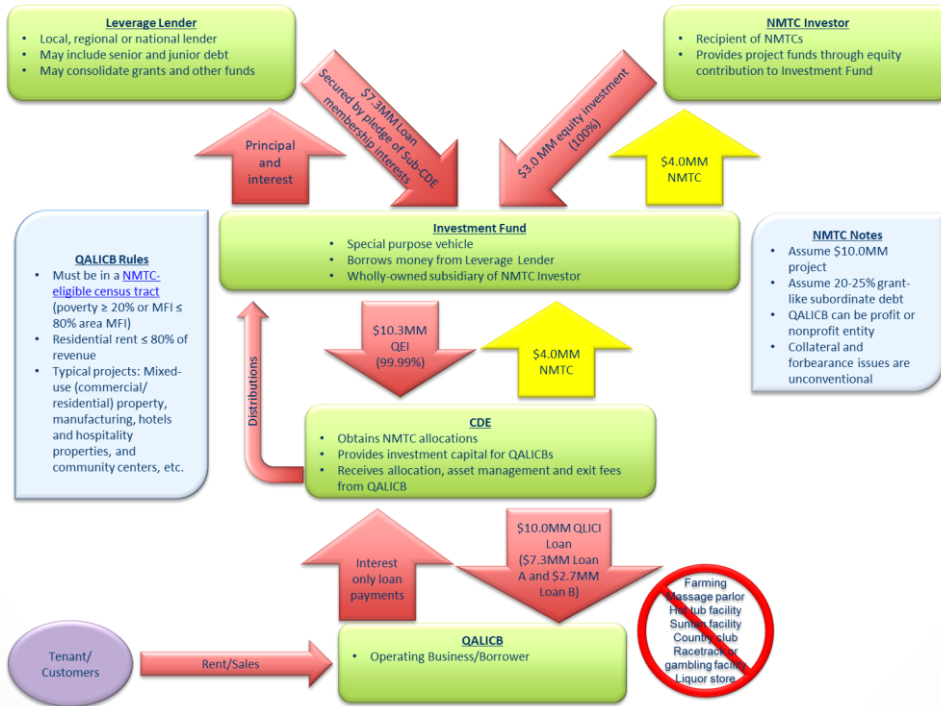 Leverage Lender
• Local, regional or national lender
• May include senior and junior debt
• May consolidate grants and other funds
NMTC Investor
• Recipient of NMTCs
• Provides project funds through equity
contribution to Investment Fund
Principal
and
interest
$7.3MM Loan
Secured by pledge of Sub-CDE
membership interests
$3.0 MM equity investment
(100%)
$4.0MM
NMTC
Investment Fund
• Special purpose vehicle
• Borrows money from Leverage Lender
• Wholly-owned subsidiary of NMTC Investor
QALICB Rules
• Must be in a NMTC-
eligible census tract
(poverty ≥ 20% or MFI ≤
80% area MFI)
• Residential rent ≤ 80% of
revenue
• Typical projects: Mixed-
use (commercial/
residential) property,
manufacturing, hotels
and hospitality
properties, and
community centers, etc.
NMTC Notes
• Assume $10.0MM
project
• Assume 20-25% grant-
like subordinate debt
• QALICB can be profit or
nonprofit entity
• Collateral and
forbearance issues are
unconventional
Distributions
$10.3MM
QEI
(99.99%)
$4.0MM
NMTC
CDE
• Obtains NMTC allocations
• Provides investment capital for QALICBs
• Receives allocation, asset management and exit fees
from QALICB
Interest
only loan
payments
$10.0MM QLICI
Loan
($7.3MM Loan
A and $2.7MM
Loan B)
Farming
Massage parlor
Hot tub facility
Suntan facility
Country club
Racetrack or
gambling facility
Liquor store
Tenant/
Customers
Rent/Sales
QALICB
• Operating Business/Borrower